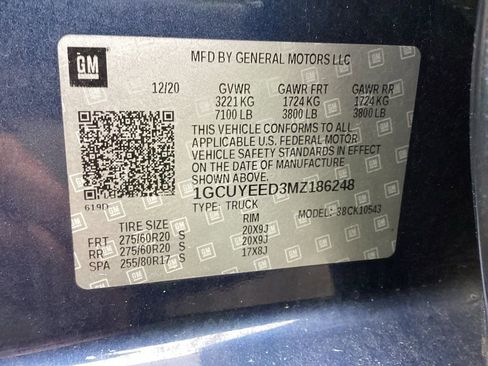 GM
MFD BY GENERAL MOTORS LLC
12/20 GVWR GAWR FRT GAWR RR
3221 KG 1724 KG 1724 KG
7100 LB 3800 LB 3800 LB
THIS VEHICLE CONFORMS TO ALL
APPLICABLE U.S. FEDERAL MOTOR
VEHICLE SAFETY STANDARDS IN EFFECT
ON THE DATE OF MANUFACTURE
SHOWN ABOVE.
619D 1GCUYEED3MZ186248
TYPE: TRUCK MODEL: 38CK10543
TIRE SIZE RIM
FRT 275/60R20 S 20X9J
RR 275/60R20 S 20X9J
SPA 255/80R17 S 17X8J